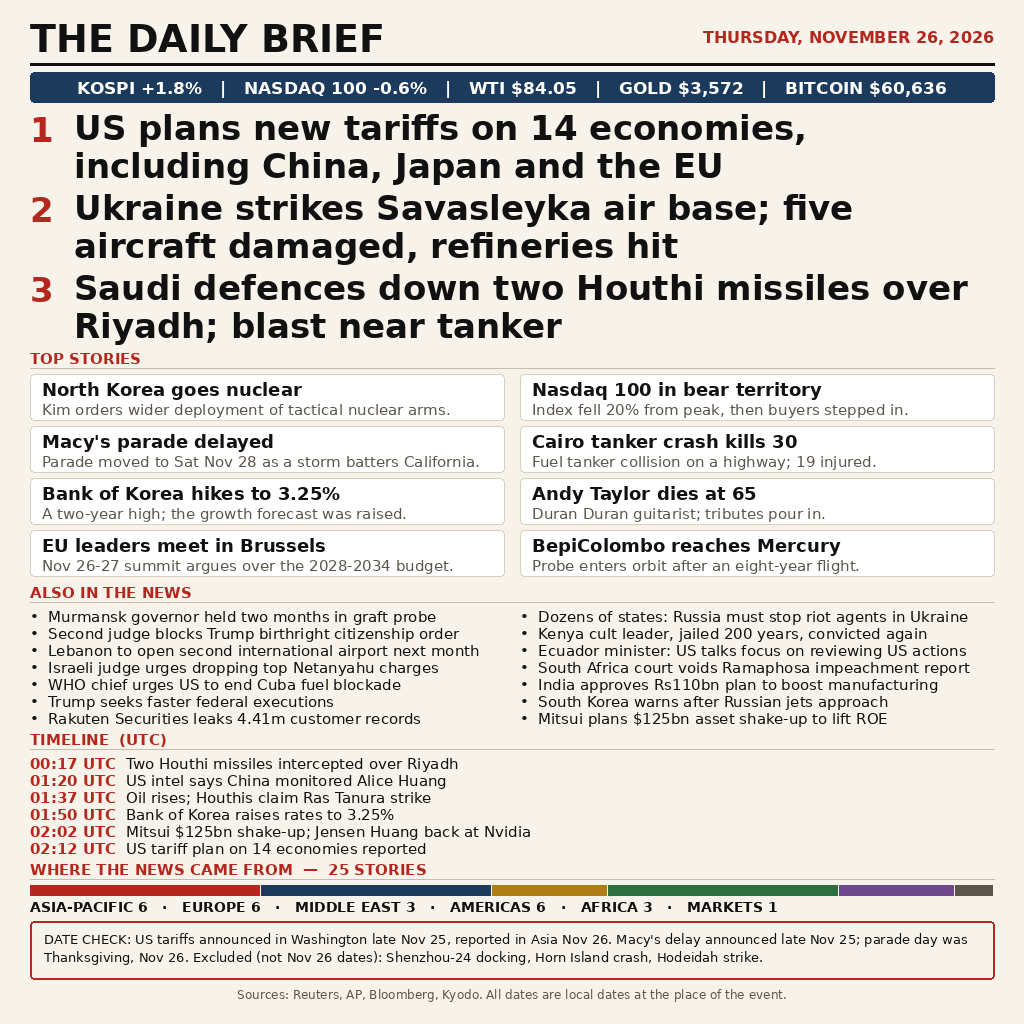 THE DAILY BRIEF
THURSDAY, NOVEMBER 26, 2026
KOSPI +1.8% | NASDAQ 100 -0.6% | WTI $84.05 | GOLD $3,572 | BITCOIN $60,636
1 US plans new tariffs on 14 economies,
including China, Japan and the EU
2 Ukraine strikes Savasleyka air base; five
aircraft damaged, refineries hit
3 Saudi defences down two Houthi missiles over
Riyadh; blast near tanker
TOP STORIES
North Korea goes nuclear
Kim orders wider deployment of tactical nuclear arms.
Nasdaq 100 in bear territory
Index fell 20% from peak, then buyers stepped in.
Macy's parade delayed
Parade moved to Sat Nov 28 as a storm batters California.
Cairo tanker crash kills 30
Fuel tanker collision on a highway; 19 injured.
Bank of Korea hikes to 3.25%
A two-year high; the growth forecast was raised.
Andy Taylor dies at 65
Duran Duran guitarist; tributes pour in.
EU leaders meet in Brussels
Nov 26-27 summit argues over the 2028-2034 budget.
BepiColombo reaches Mercury
Probe enters orbit after an eight-year flight.
ALSO IN THE NEWS
• Murmansk governor held two months in graft probe
• Second judge blocks Trump birthright citizenship order
• Lebanon to open second international airport next month
• Israeli judge urges dropping top Netanyahu charges
• WHO chief urges US to end Cuba fuel blockade
• Trump seeks faster federal executions
• Rakuten Securities leaks 4.41m customer records
• Dozens of states: Russia must stop riot agents in Ukraine
• Kenya cult leader, jailed 200 years, convicted again
• Ecuador minister: US talks focus on reviewing US actions
• South Africa court voids Ramaphosa impeachment report
• India approves Rs110bn plan to boost manufacturing
• South Korea warns after Russian jets approach
• Mitsui plans $125bn asset shake-up to lift ROE
TIMELINE (UTC)
00:17 UTC Two Houthi missiles intercepted over Riyadh
01:20 UTC US intel says China monitored Alice Huang
01:37 UTC Oil rises; Houthis claim Ras Tanura strike
01:50 UTC Bank of Korea raises rates to 3.25%
02:02 UTC Mitsui $125bn shake-up; Jensen Huang back at Nvidia
02:12 UTC US tariff plan on 14 economies reported
WHERE THE NEWS CAME FROM — 25 STORIES
ASIA-PACIFIC 6 · EUROPE 6 · MIDDLE EAST 3 · AMERICAS 6 · AFRICA 3 · MARKETS 1
DATE CHECK: US tariffs announced in Washington late Nov 25, reported in Asia Nov 26. Macy's delay announced late Nov 25; parade day was
Thanksgiving, Nov 26. Excluded (not Nov 26 dates): Shenzhou-24 docking, Horn Island crash, Hodeidah strike.
Sources: Reuters, AP, Bloomberg, Kyodo. All dates are local dates at the place of the event.